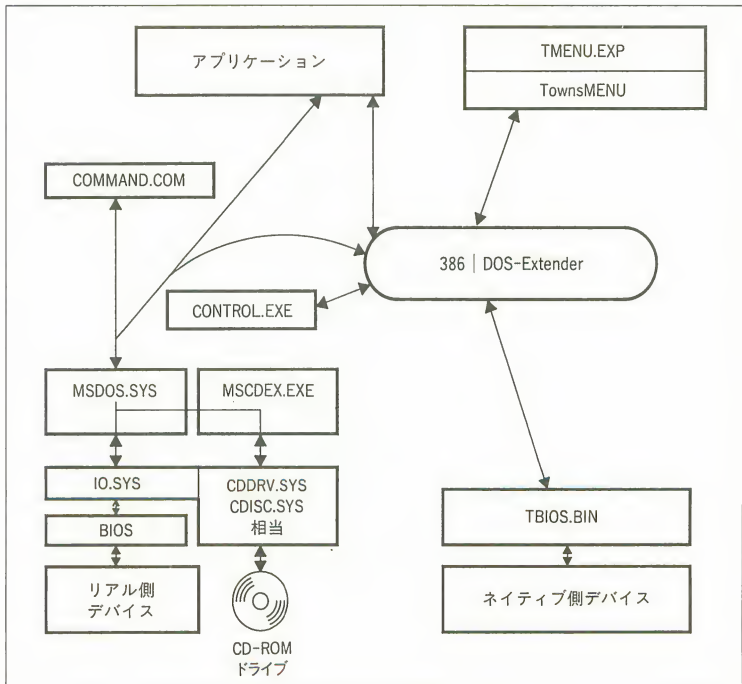 アプリケーション
TMENU.EXP
TownsMENU
COMMAND.COM
386 | DOS-Extender
CONTROL.EXE
MSDOS.SYS
MSCDEX.EXE
IO.SYS
CDDRV.SYS
CDISC.SYS
相当
BIOS
TBIOS.BIN
リアル側
デバイス
ネイティブ側デバイス
CD-ROM
ドライブ